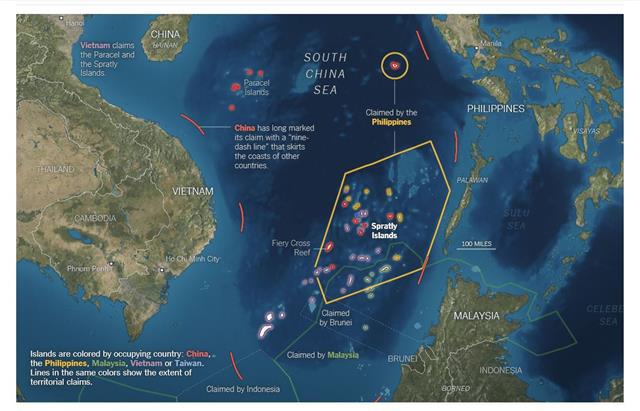 Hanoi
Vietnam claims
the Paracel and
the Spratly
Islands.
CHINA
HAINAN
SOUTH
CHINA
SEA
Paracel
Islands
Manila
PHILIPPINES
VISAYAS
Claimed by the
Philippines
China has long marked
its claim with a “nine-
dash line” that skirts
the coasts of other
countries.
THAILAND
VIETNAM
PALAWAN
CAMBODIA
SULU
SEA
Spratly
Islands
Fiery Cross
Reef
100 MILES
Phnom Penh
Ho Chi Minh City
Claimed
by Brunei
MALAYSIA
CELEBE
SEA
Islands are colored by occupying country: China,
the Philippines, Malaysia, Vietnam or Taiwan.
Lines in the same colors show the extent of
territorial claims.
Claimed by Malaysia
BRUNEI
INDONESIA
Claimed by Indonesia
BORNEO